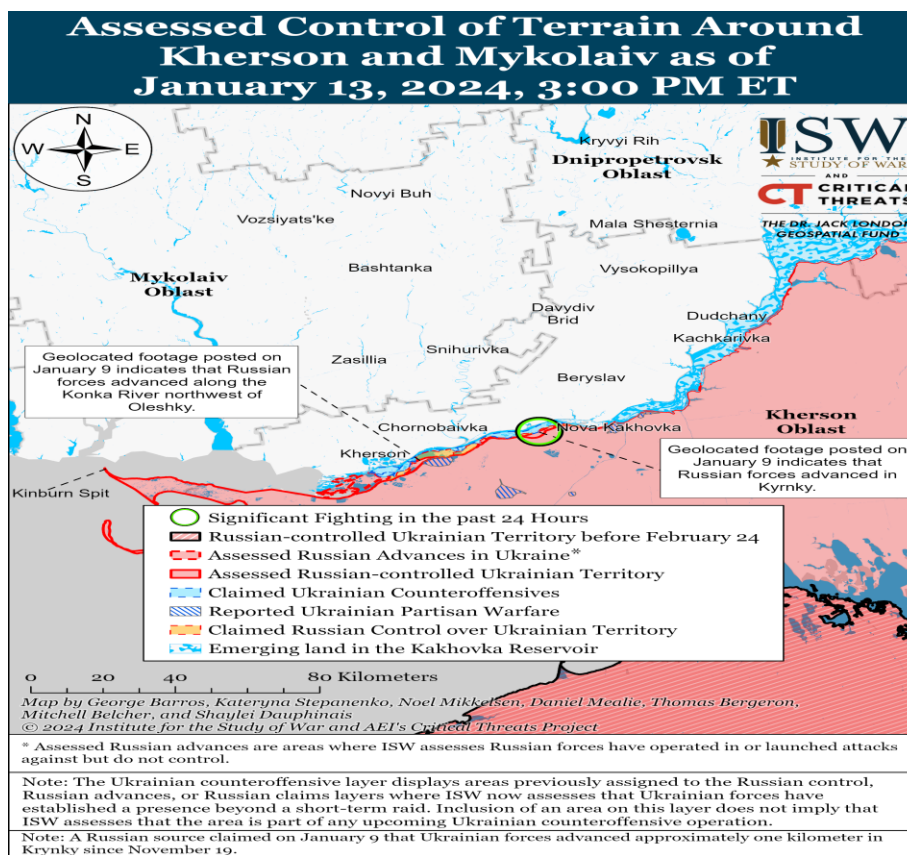 Assessed Control of Terrain Around
Kherson and Mykolaiv as of
January 13, 2024, 3:00 PM ET
N
W E
S
ISW
INSTITUTE FOR THE
STUDY OF WAR
AND
CT CRITICAL
THREATS
THE DR. JACK LONDON
GEOSPATIAL FUND
Kryvyi Rih
Dnipropetrovsk
Oblast
Novyi Buh
Vozsiyats'ke
Mala Shesternia
Bashtanka
Vysokopillya
Mykolaiv
Oblast
Davydiv
Brid
Dudchany
Kachkarivka
Snihurivka
Zasillia
Geolocated footage posted on
January 9 indicates that Russian
forces advanced along the
Konka River northwest of
Oleshky.
Beryslav
Kherson
Oblast
Chornobaivka
Nova Kakhovka
Kherson
Geolocated footage posted on
January 9 indicates that
Russian forces advanced in
Kyrnky.
Kinburn Spit
Significant Fighting in the past 24 Hours
Russian-controlled Ukrainian Territory before February 24
Assessed Russian Advances in Ukraine*
Assessed Russian-controlled Ukrainian Territory
Claimed Ukrainian Counteroffensives
Reported Ukrainian Partisan Warfare
Claimed Russian Control over Ukrainian Territory
Emerging land in the Kakhovka Reservoir
0 20 40 80 Kilometers
Map by George Barros, Kateryna Stepanenko, Noel Mikkelsen, Daniel Mealie, Thomas Bergeron,
Mitchell Belcher, and Shaylei Dauphinais
© 2024 Institute for the Study of War and AEI's Critical Threats Project
* Assessed Russian advances are areas where ISW assesses Russian forces have operated in or launched attacks
against but do not control.
Note: The Ukrainian counteroffensive layer displays areas previously assigned to the Russian control,
Russian advances, or Russian claims layers where ISW now assesses that Ukrainian forces have
established a presence beyond a short-term raid. Inclusion of an area on this layer does not imply that
ISW assesses that the area is part of any upcoming Ukrainian counteroffensive operation.
Note: A Russian source claimed on January 9 that Ukrainian forces advanced approximately one kilometer in
Krynky since November 19.